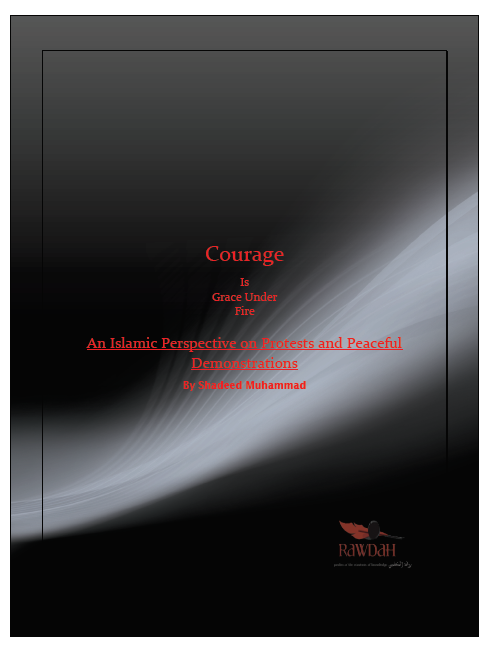 Courage
Is
Grace Under
Fire
An Islamic Perspective on Protests and Peaceful
Demonstrations
By Shadeed Muhammad
RAWDAH